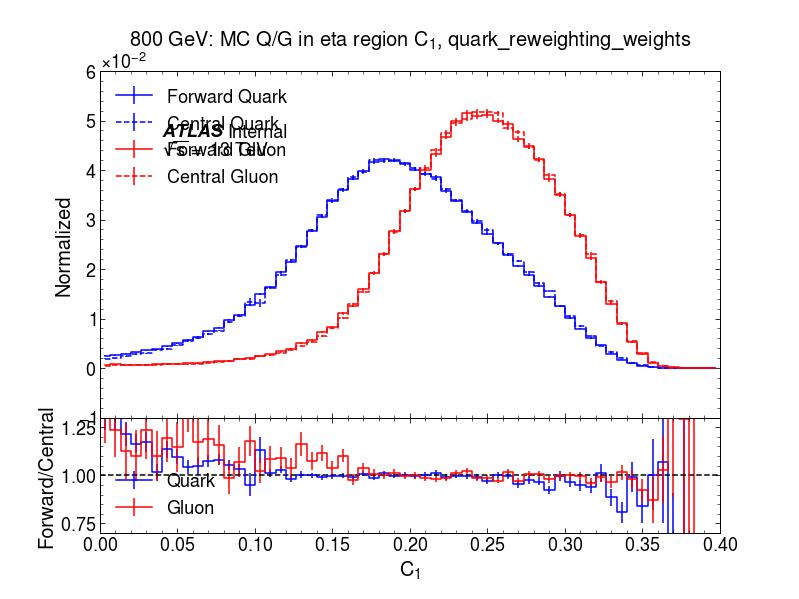 800 GeV: MC Q/G in eta region C₁, quark_reweighting_weights
×10⁻²
6
5
4
3
2
1
0
−1
Normalized
Forward Quark
Central Quark
ATLAS Internal
√s = 13 TeV
Forward Gluon
Central Gluon
1.25
1.00
0.75
Forward/Central
Quark
Gluon
0.00 0.05 0.10 0.15 0.20 0.25 0.30 0.35 0.40
C₁